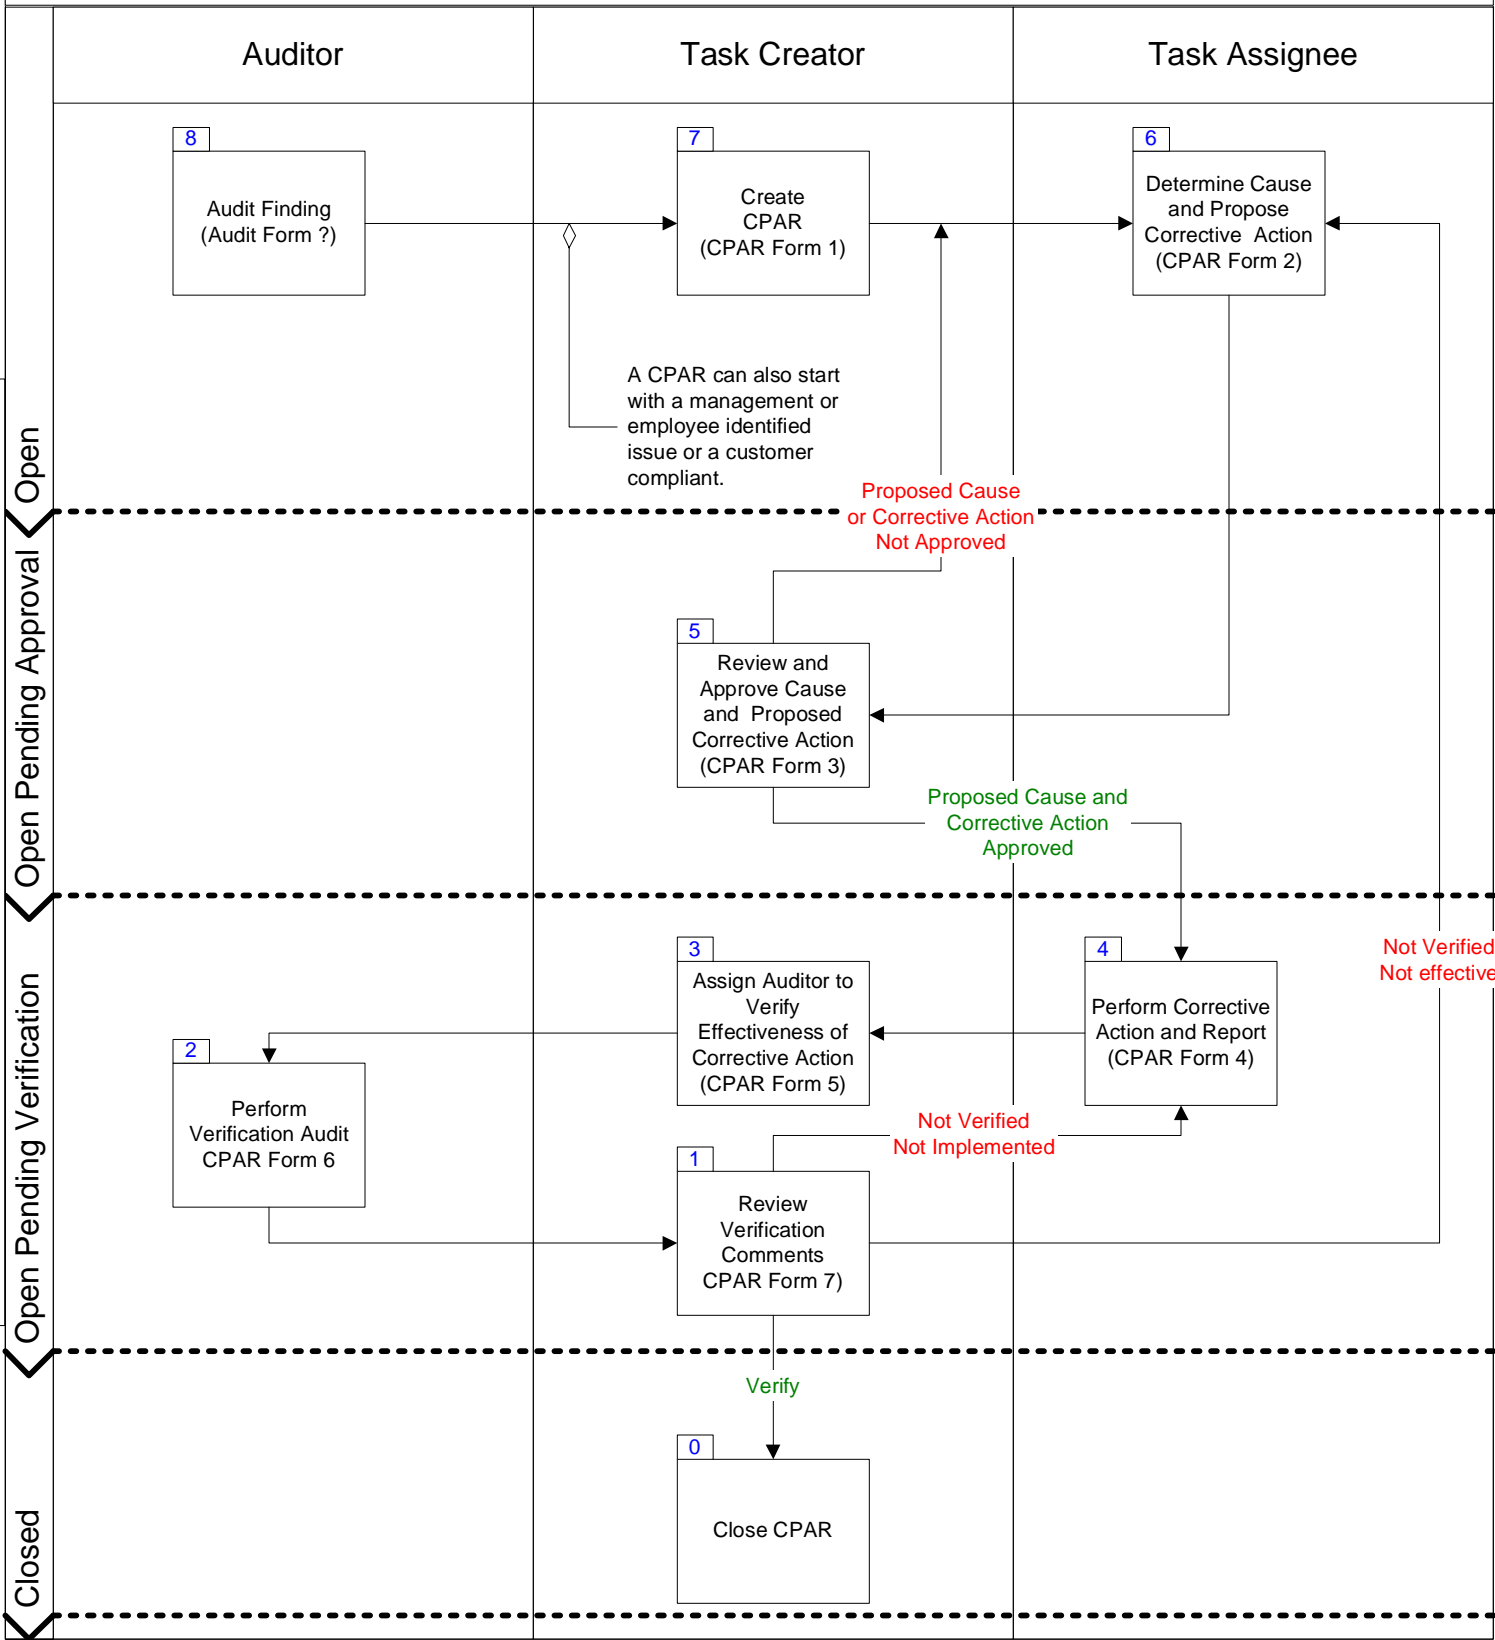 Auditor
Task Creator
Task Assignee
Open
8
Audit Finding
(Audit Form ?)
7
Create
CPAR
(CPAR Form 1)
6
Determine Cause
and Propose
Corrective Action
(CPAR Form 2)
A CPAR can also start
with a management or
employee identified
issue or a customer
compliant.
Proposed Cause
or Corrective Action
Not Approved
Open Pending Approval
5
Review and
Approve Cause
and Proposed
Corrective Action
(CPAR Form 3)
Proposed Cause and
Corrective Action
Approved
Open Pending Verification
3
Assign Auditor to
Verify
Effectiveness of
Corrective Action
(CPAR Form 5)
4
Perform Corrective
Action and Report
(CPAR Form 4)
Not Verified
Not effective
2
Perform
Verification Audit
CPAR Form 6
Not Verified
Not Implemented
1
Review
Verification
Comments
CPAR Form 7)
Verify
Closed
0
Close CPAR